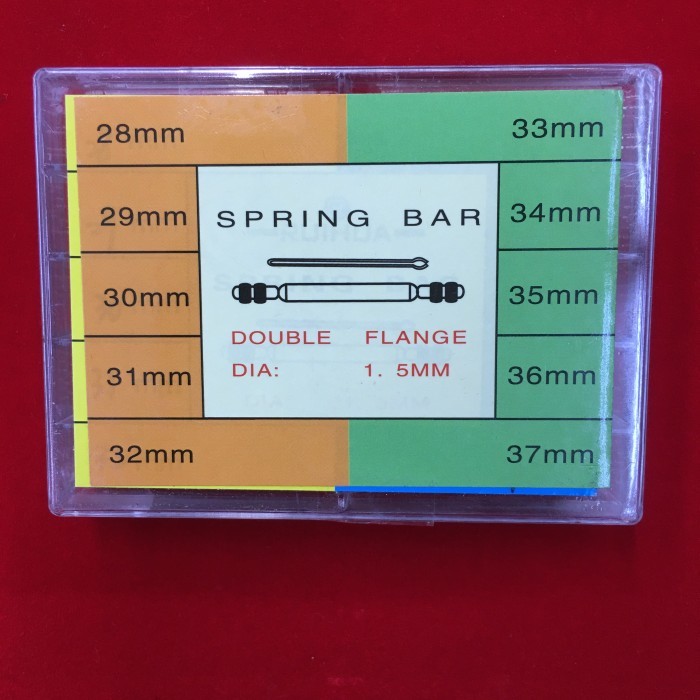 28mm 33mm
29mm SPRING BAR 34mm
30mm 35mm
DOUBLE FLANGE
31mm DIA: 1. 5MM 36mm
32mm 37mm